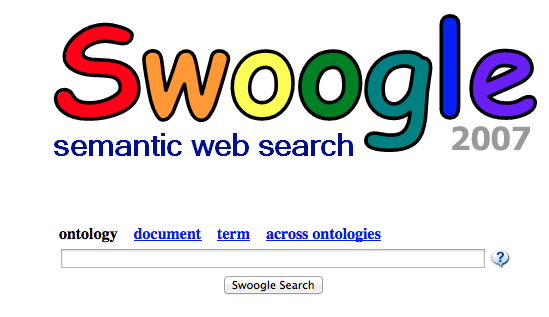 Swoogle
semantic web search 2007
ontology document term across ontologies
?
Swoogle Search